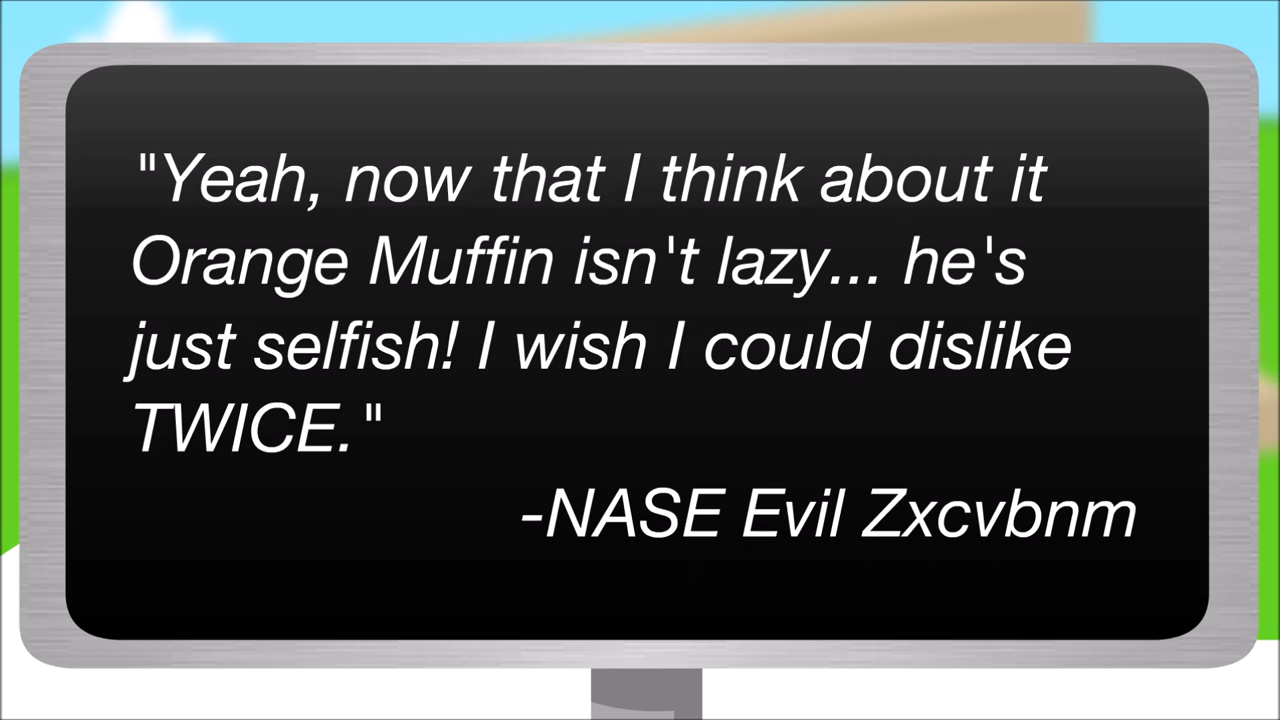 "Yeah, now that I think about it
Orange Muffin isn't lazy... he's
just selfish! I wish I could dislike
TWICE."
-NASE Evil Zxcvbnm